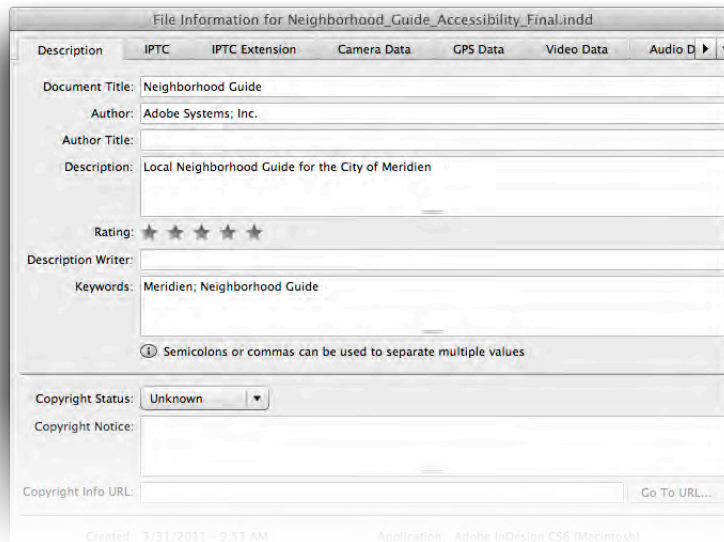 File Information for Neighborhood_Guide_Accessibility_Final.indd
Description IPTC IPTC Extension Camera Data GPS Data Video Data Audio D
Document Title: Neighborhood Guide
Author: Adobe Systems; Inc.
Author Title:
Description: Local Neighborhood Guide for the City of Meridien
Rating:
Description Writer:
Keywords: Meridien; Neighborhood Guide
Semicolons or commas can be used to separate multiple values
Copyright Status: Unknown
Copyright Notice:
Copyright Info URL: Go To URL...
Created: 3/31/2011 - 9:53 AM Application: Adobe InDesign CS6 (Macintosh)